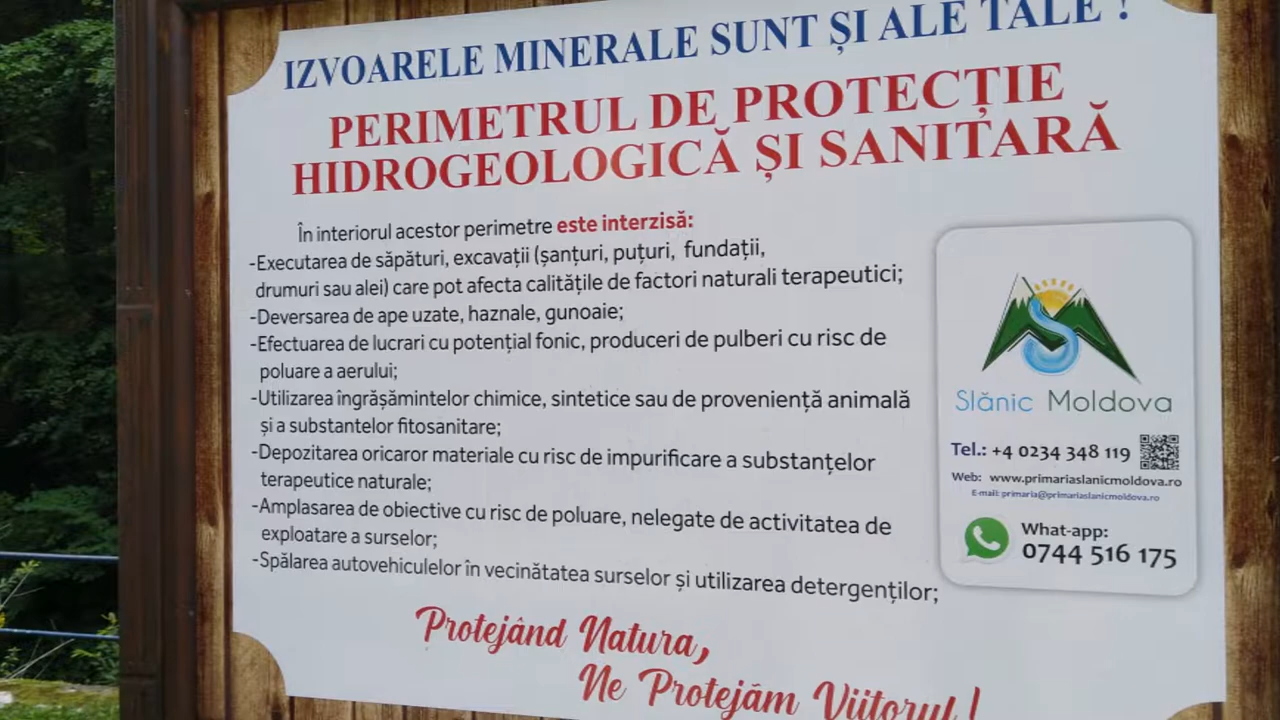 IZVOARELE MINERALE SUNT ȘI ALE TALE !
PERIMETRUL DE PROTECȚIE
HIDROGEOLOGICĂ ȘI SANITARĂ
În interiorul acestor perimetre este interzisă:
-Executarea de săpături, excavații (șanțuri, puțuri, fundații,
drumuri sau alei) care pot afecta calitățile de factori naturali terapeutici;
-Deversarea de ape uzate, haznale, gunoaie;
-Efectuarea de lucrari cu potențial fonic, produceri de pulberi cu risc de
poluare a aerului;
-Utilizarea îngrășămintelor chimice, sintetice sau de proveniență animală
și a substantelor fitosanitare;
-Depozitarea oricaror materiale cu risc de impurificare a substanțelor
terapeutice naturale;
-Amplasarea de obiective cu risc de poluare, nelegate de activitatea de
exploatare a surselor;
-Spălarea autovehiculelor în vecinătatea surselor și utilizarea detergenților;
Protejând Natura,
Ne Protejăm Viitorul !
Slănic Moldova
Tel.: +4 0234 348 119
Web: www.primariaslanicmoldova.ro
E-mail: primaria@primariaslanicmoldova.ro
What-app:
0744 516 175